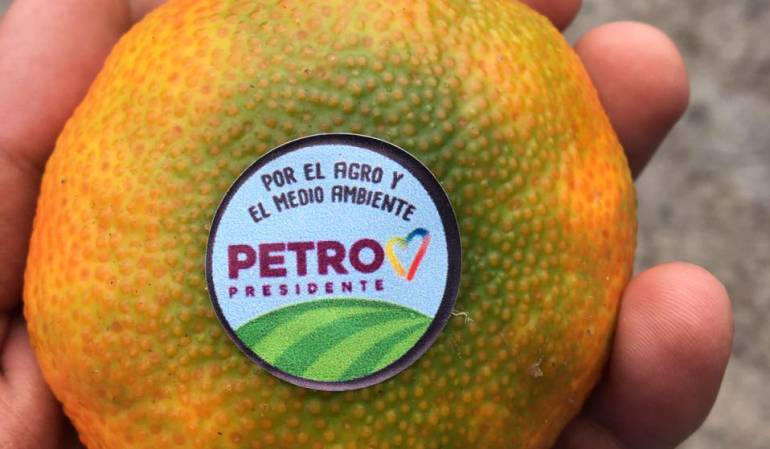 POR EL AGRO Y
EL MEDIO AMBIENTE
PETRO
PRESIDENTE